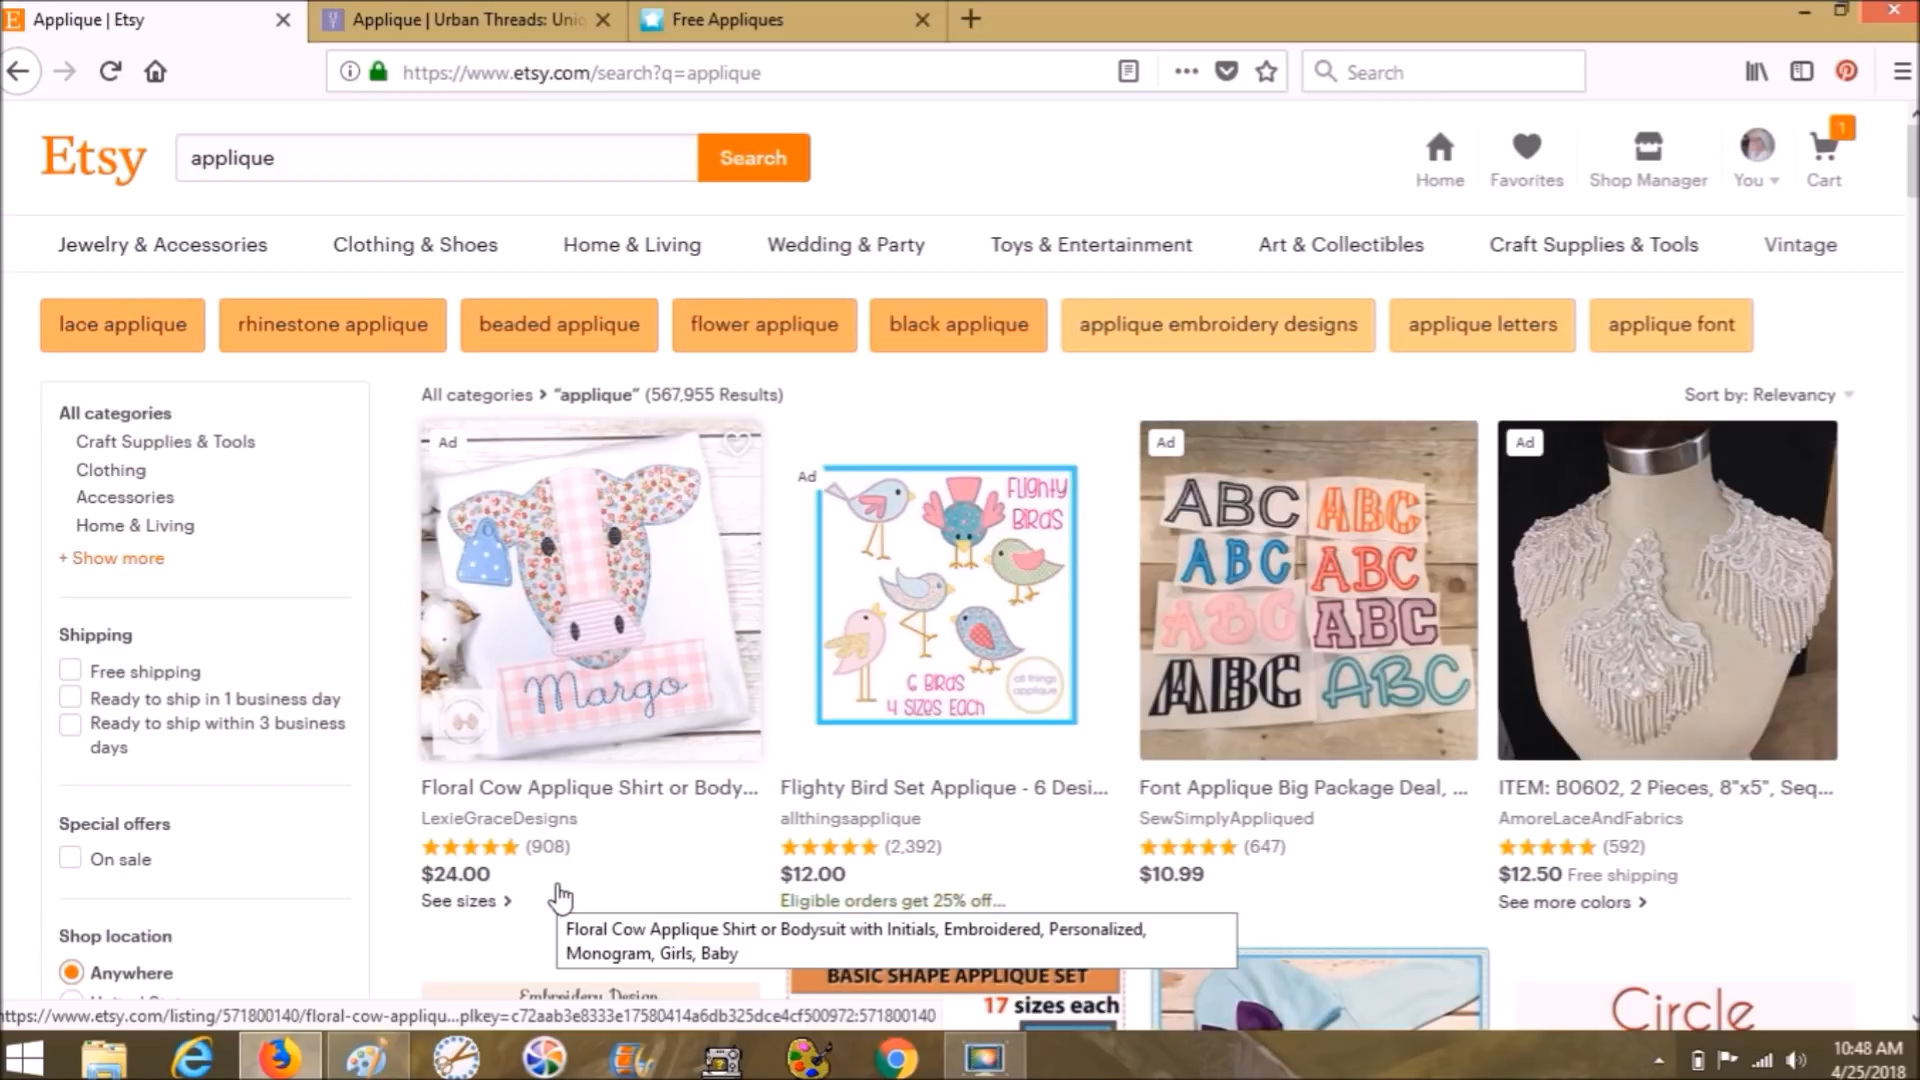 Applique | Etsy
Applique | Urban Threads: Uni
Free Appliques
https://www.etsy.com/search?q=applique
Search
Etsy
applique
Search
1
Home
Favorites
Shop Manager
You
Cart
Jewelry & Accessories
Clothing & Shoes
Home & Living
Wedding & Party
Toys & Entertainment
Art & Collectibles
Craft Supplies & Tools
Vintage
lace applique
rhinestone applique
beaded applique
flower applique
black applique
applique embroidery designs
applique letters
applique font
All categories
Craft Supplies & Tools
Clothing
Accessories
Home & Living
+ Show more
Shipping
Free shipping
Ready to ship in 1 business day
Ready to ship within 3 business
days
Special offers
On sale
Shop location
Anywhere
All categories > "applique" (567,955 Results)
Sort by: Relevancy
Ad
Margo
Floral Cow Applique Shirt or Body...
LexieGraceDesigns
(908)
$24.00
See sizes >
Ad
Flighty
Birds
6 Birds
4 Sizes Each
all things
applique
Flighty Bird Set Applique - 6 Desi...
allthingsapplique
(2,392)
$12.00
Eligible orders get 25% off...
Ad
ABC ABC
ABC ABC
ABC ABC
ABC ABC
Font Applique Big Package Deal, ...
SewSimplyAppliqued
(647)
$10.99
Ad
ITEM: B0602, 2 Pieces, 8"x5", Seq...
AmoreLaceAndFabrics
(592)
$12.50 Free shipping
See more colors >
Floral Cow Applique Shirt or Bodysuit with Initials, Embroidered, Personalized,
Monogram, Girls, Baby
Embroidery Design
BASIC SHAPE APPLIQUE SET
17 sizes each
Circle
https://www.etsy.com/listing/571800140/floral-cow-appliqu...plkey=c72aab3e8333e17580414a6db325dce4cf500972:571800140
10:48 AM
4/25/2018